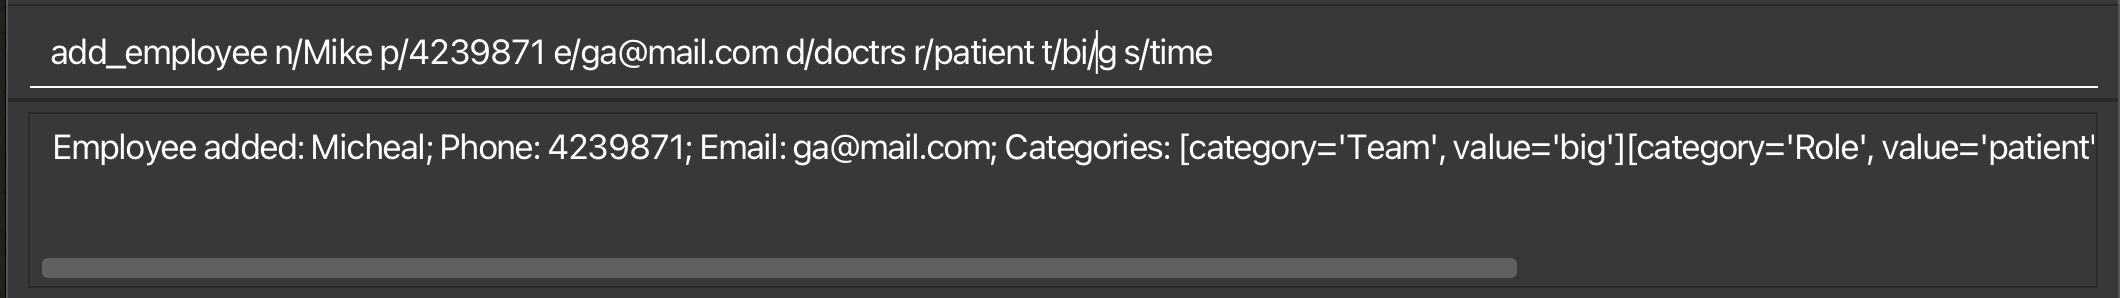 add_employee n/Mike p/4239871 e/ga@mail.com d/doctrs r/patient t/bi/g s/time
Employee added: Micheal; Phone: 4239871; Email: ga@mail.com; Categories: [category='Team', value='big'][category='Role', value='patient'